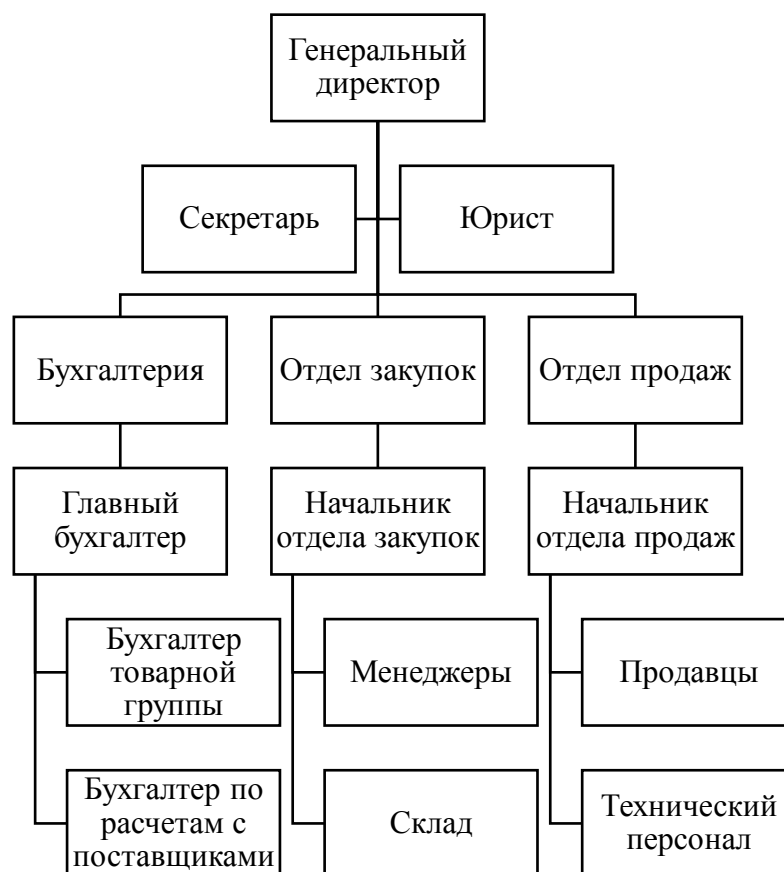 Генеральный
директор
Секретарь
Юрист
Бухгалтерия
Отдел закупок
Отдел продаж
Главный
бухгалтер
Начальник
отдела закупок
Начальник
отдела продаж
Бухгалтер
товарной
группы
Менеджеры
Продавцы
Бухгалтер по
расчетам с
поставщиками
Склад
Технический
персонал